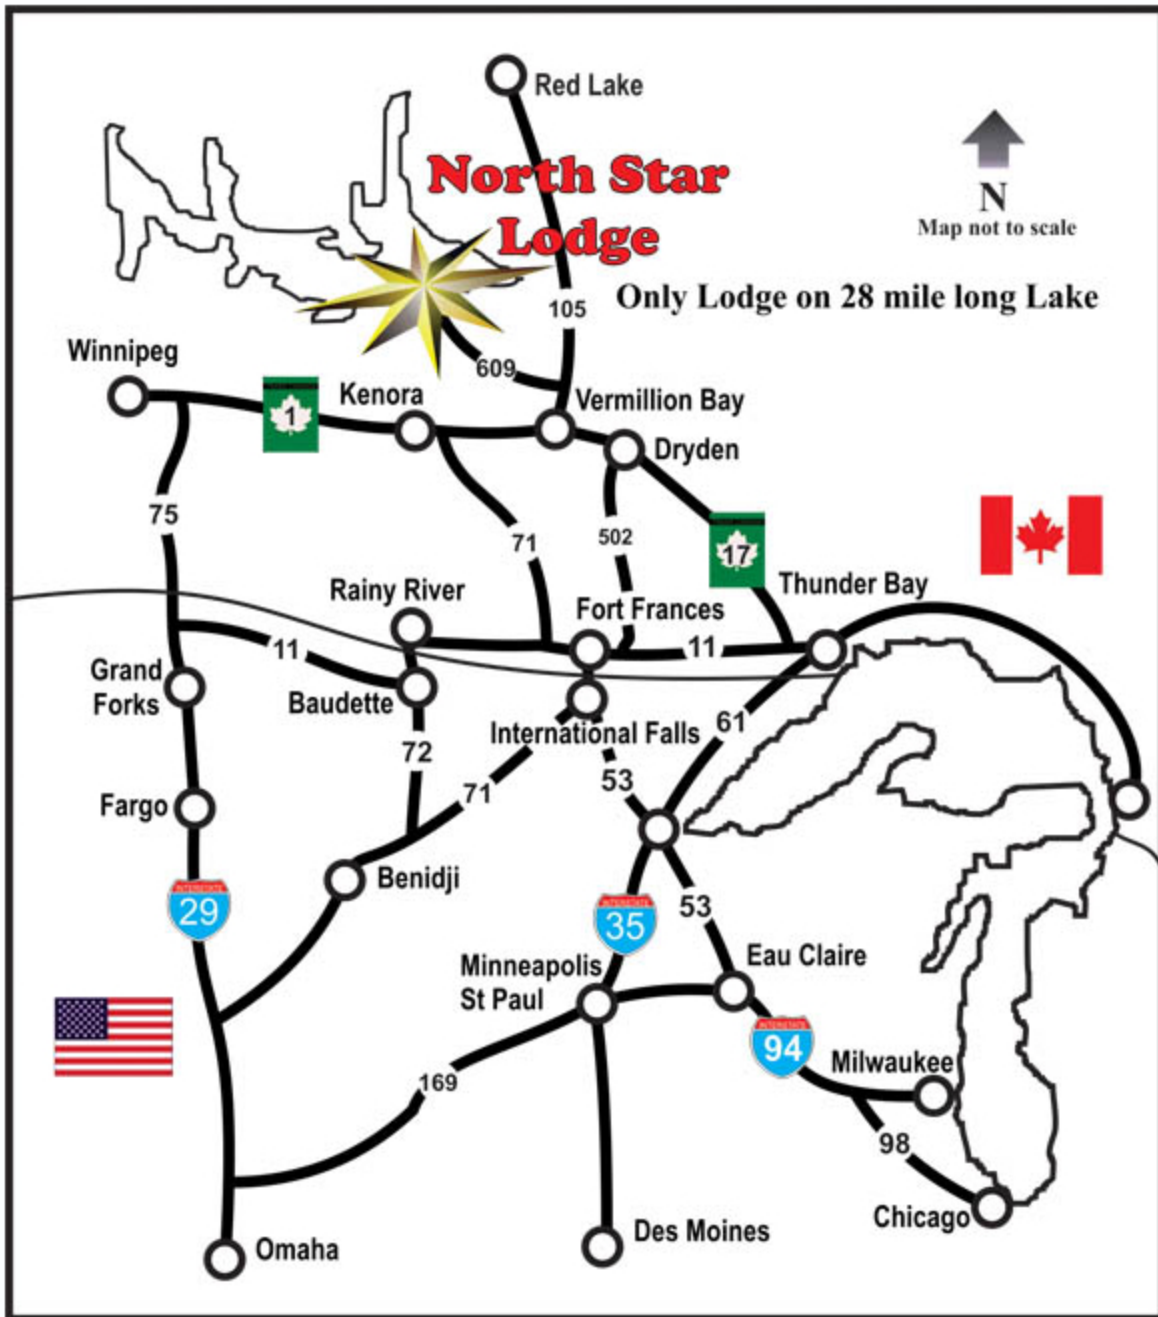 Red Lake
North Star
Lodge
N
Map not to scale
Only Lodge on 28 mile long Lake
105
Winnipeg
609
Kenora
Vermillion Bay
1
Dryden
75
71
502
17
Thunder Bay
Rainy River
Fort Frances
11
11
Grand
Forks
Baudette
International Falls
61
72
53
71
Fargo
Benidji
INTERSTATE
29
INTERSTATE
35
53
Eau Claire
Minneapolis
St Paul
INTERSTATE
94
Milwaukee
169
98
Chicago
Des Moines
Omaha